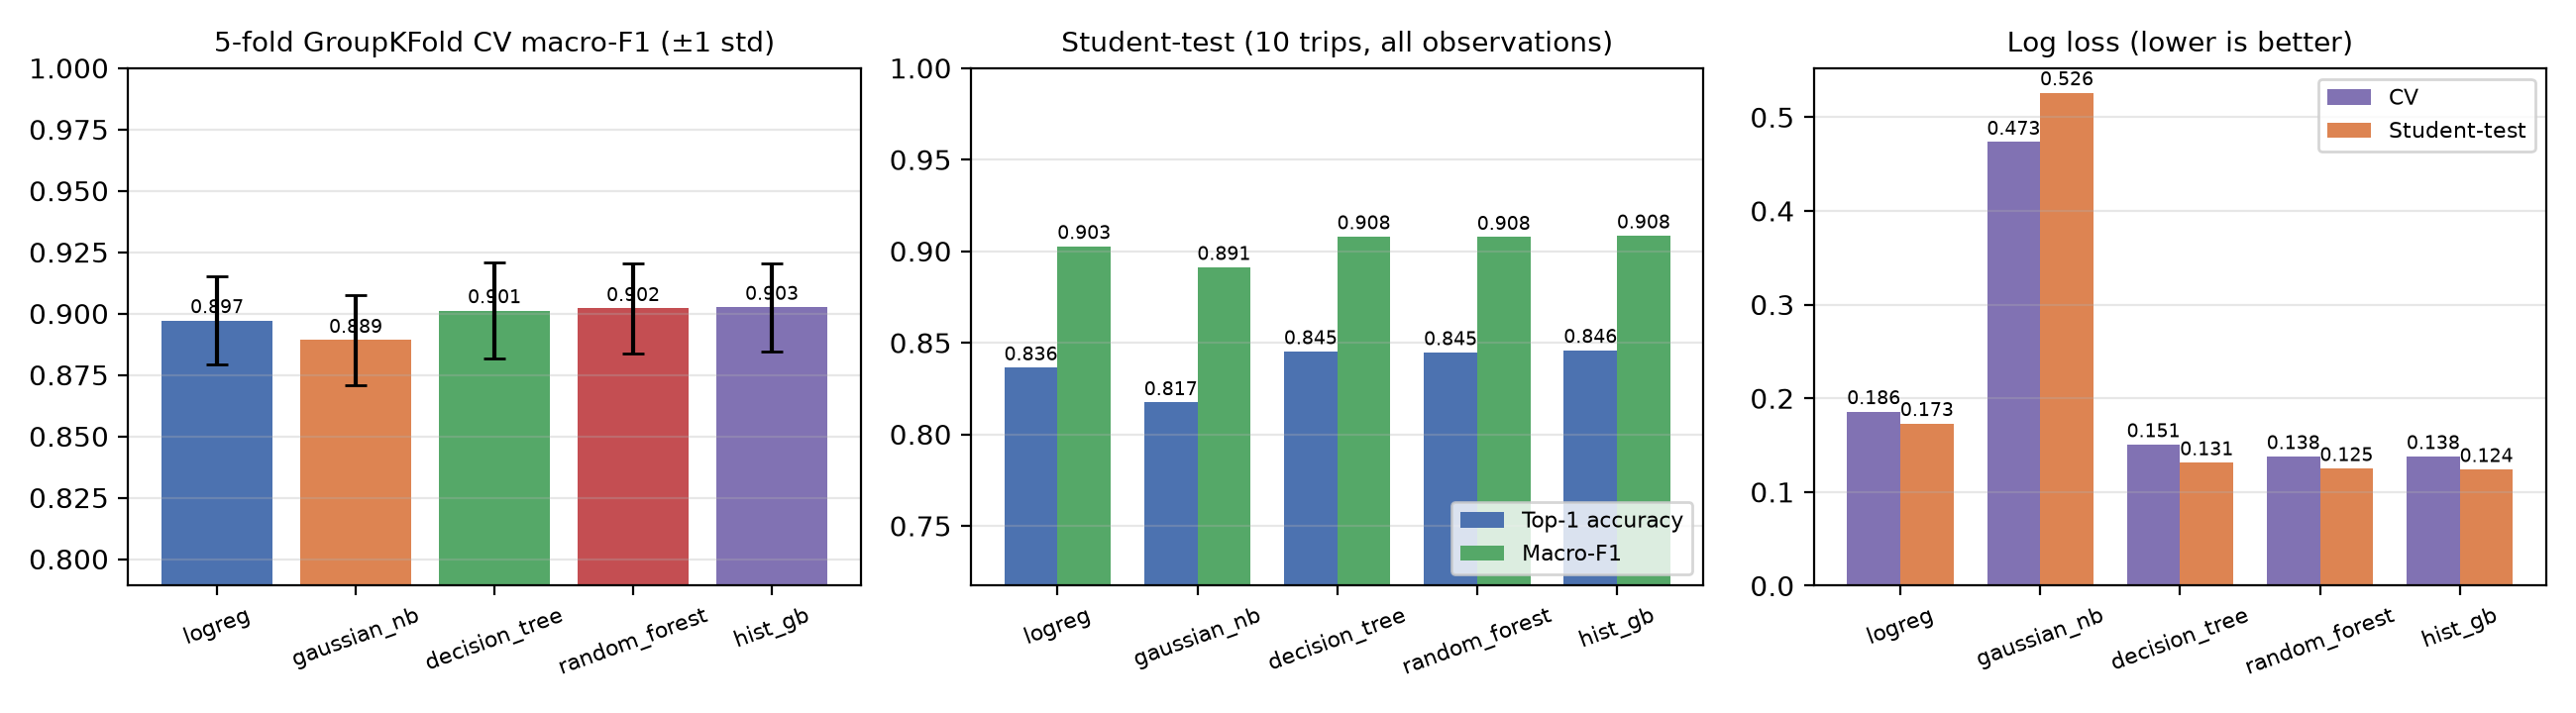 5-fold GroupKFold CV macro-F1 (±1 std)
1.000
0.975
0.950
0.925
0.900
0.875
0.850
0.825
0.800
0.897
0.889
0.901
0.902
0.903
logreg
gaussian_nb
decision_tree
random_forest
hist_gb
Student-test (10 trips, all observations)
1.00
0.95
0.90
0.85
0.80
0.75
0.836
0.903
0.817
0.891
0.845
0.908
0.845
0.908
0.846
0.908
Top-1 accuracy
Macro-F1
logreg
gaussian_nb
decision_tree
random_forest
hist_gb
Log loss (lower is better)
0.5
0.4
0.3
0.2
0.1
0.0
0.186
0.173
0.473
0.526
0.151
0.131
0.138
0.125
0.138
0.124
CV
Student-test
logreg
gaussian_nb
decision_tree
random_forest
hist_gb